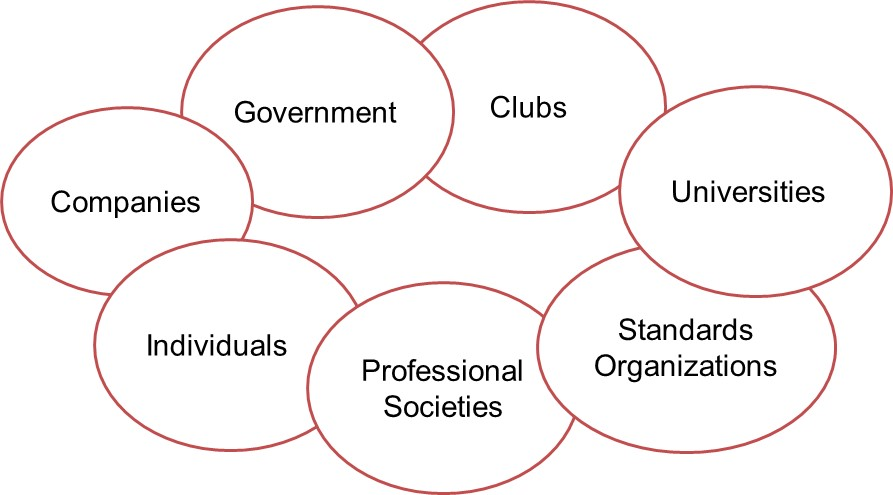 Government
Clubs
Companies
Universities
Individuals
Professional
Societies
Standards
Organizations